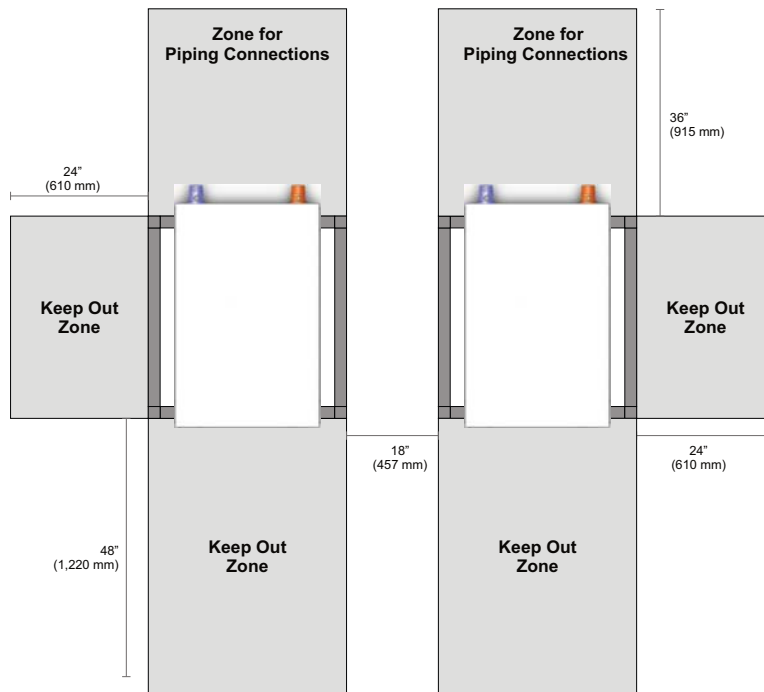 Zone for
Piping Connections
Zone for
Piping Connections
36”
(915 mm)
24”
(610 mm)
Keep Out
Zone
Keep Out
Zone
18”
(457 mm)
24”
(610 mm)
48”
(1,220 mm)
Keep Out
Zone
Keep Out
Zone